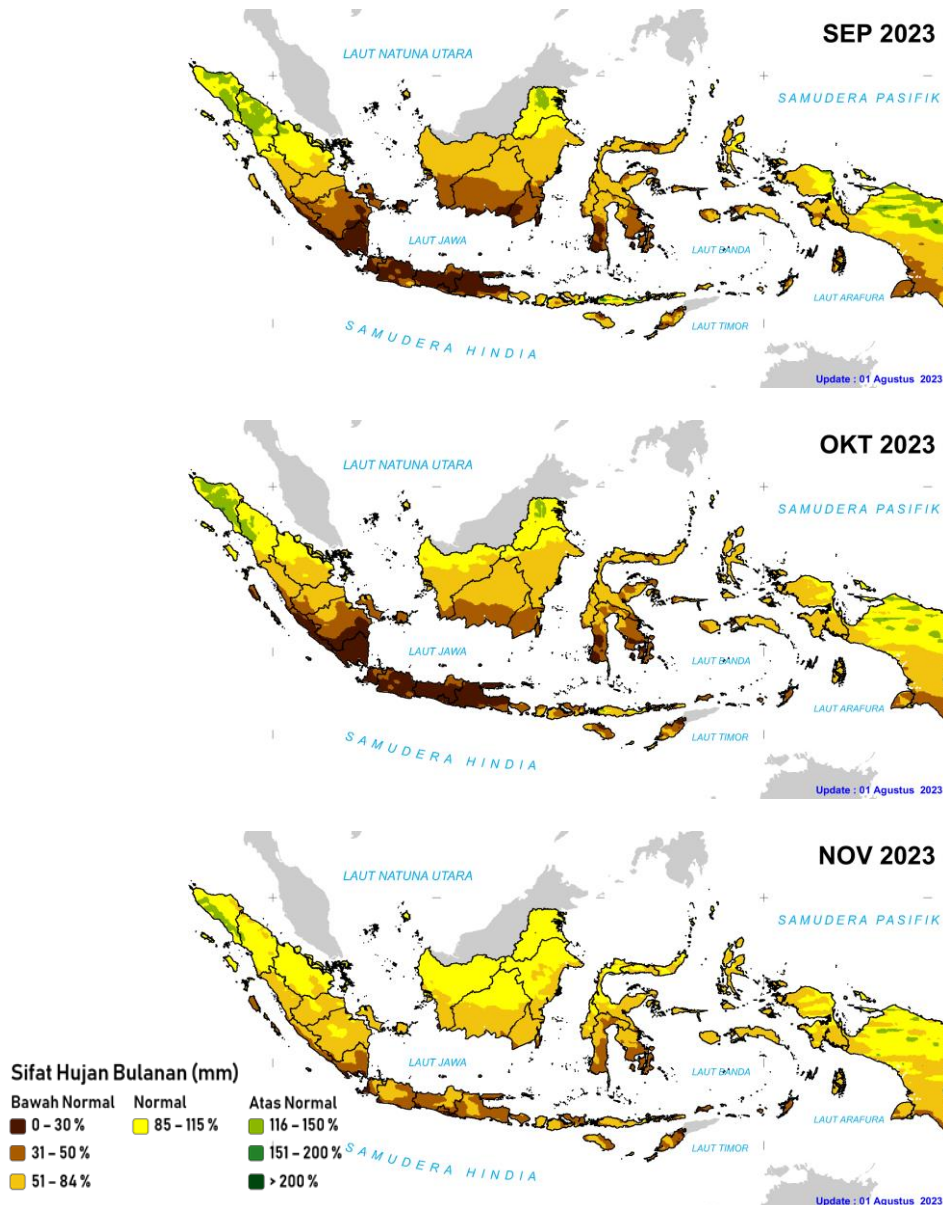 SEP 2023
LAUT NATUNA UTARA
SAMUDERA PASIFIK
LAUT JAWA
LAUT BANDA
LAUT ARAFURA
LAUT TIMOR
SAMUDERA HINDIA
Update : 01 Agustus 2023
OKT 2023
LAUT NATUNA UTARA
SAMUDERA PASIFIK
LAUT JAWA
LAUT BANDA
LAUT ARAFURA
LAUT TIMOR
SAMUDERA HINDIA
Update : 01 Agustus 2023
NOV 2023
LAUT NATUNA UTARA
SAMUDERA PASIFIK
LAUT JAWA
LAUT BANDA
LAUT ARAFURA
LAUT TIMOR
SAMUDERA HINDIA
Update : 01 Agustus 2023
Sifat Hujan Bulanan (mm)
Bawah Normal Normal Atas Normal
0 – 30 % 85 – 115 % 116 – 150 %
31 – 50 % 151 – 200 %
51 – 84 % > 200 %